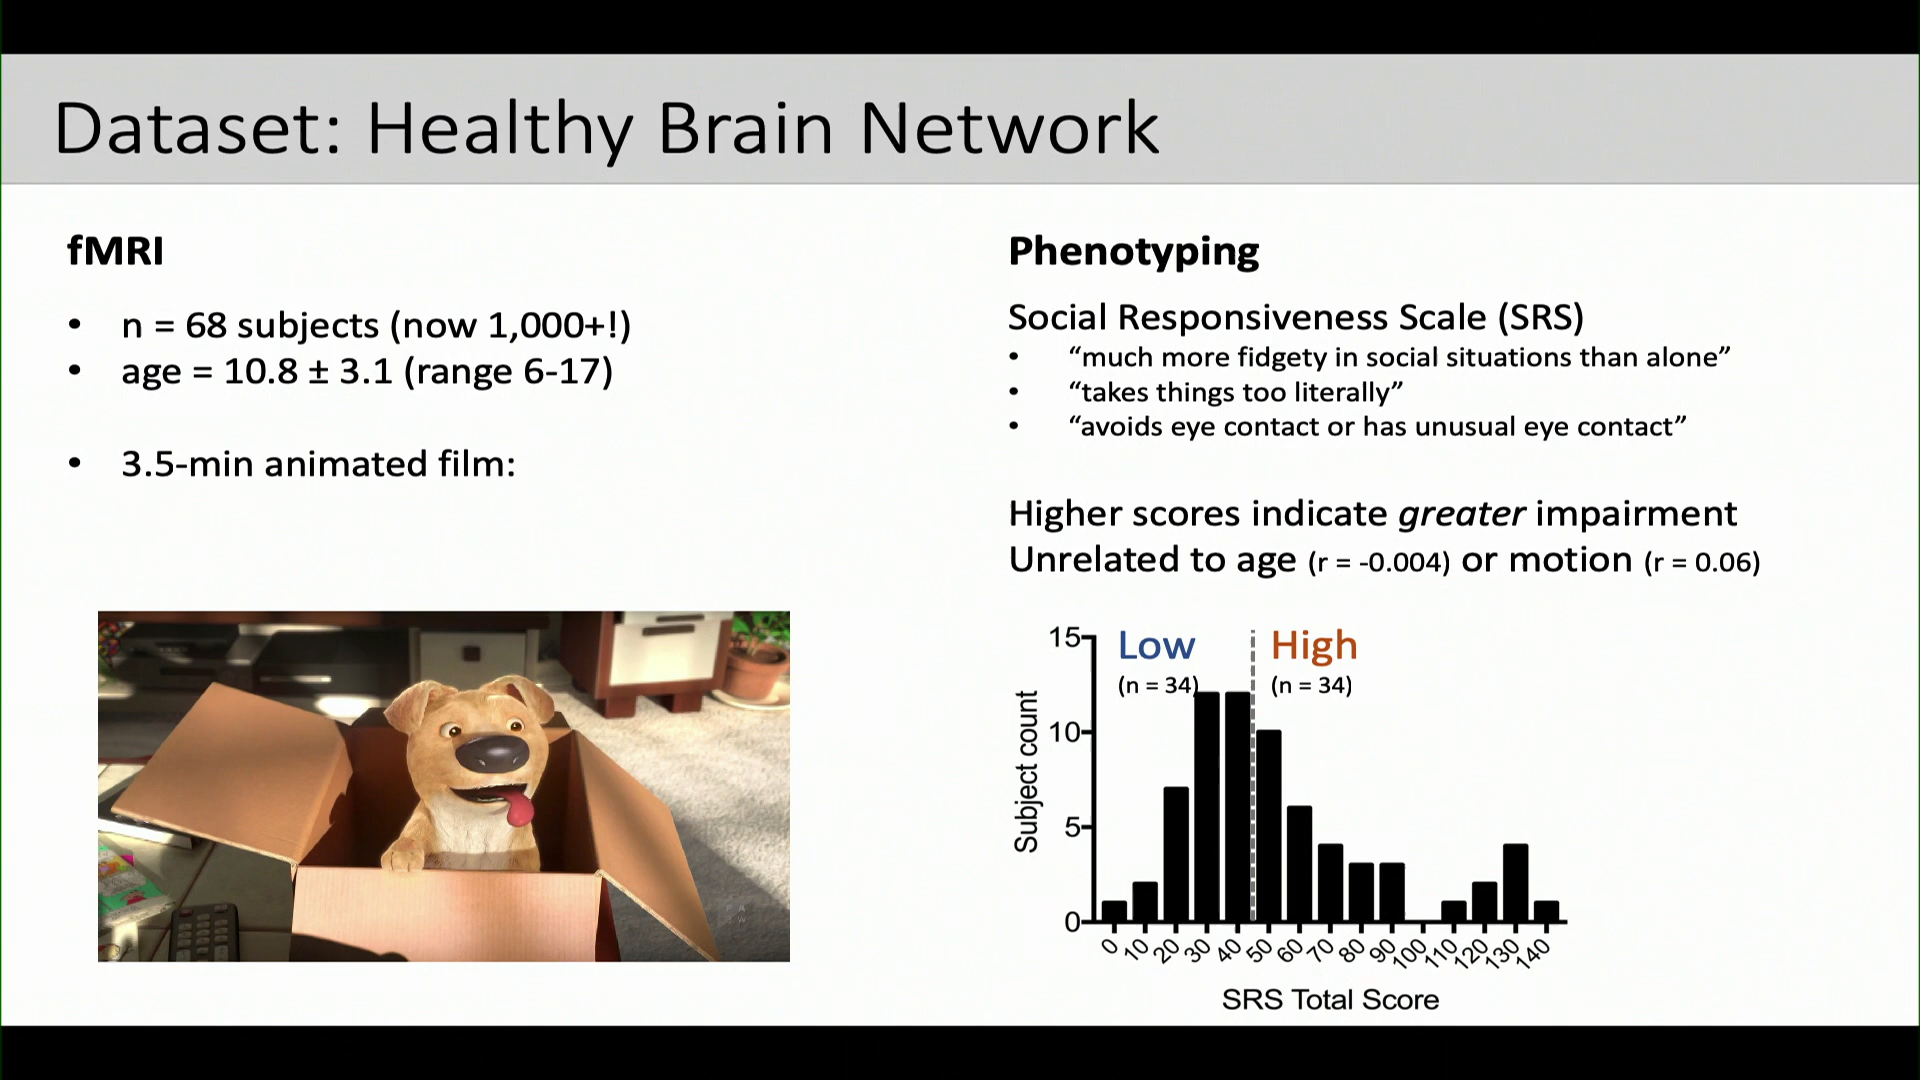 Dataset: Healthy Brain Network
fMRI
• n = 68 subjects (now 1,000+!)
• age = 10.8 ± 3.1 (range 6-17)
• 3.5-min animated film:
Phenotyping
Social Responsiveness Scale (SRS)
• “much more fidgety in social situations than alone”
• “takes things too literally”
• “avoids eye contact or has unusual eye contact”
Higher scores indicate greater impairment
Unrelated to age (r = -0.004) or motion (r = 0.06)
Low
(n = 34)
High
(n = 34)
Subject count
15
10
5
0
0 10 20 30 40 50 60 70 80 90 100 110 120 130 140
SRS Total Score